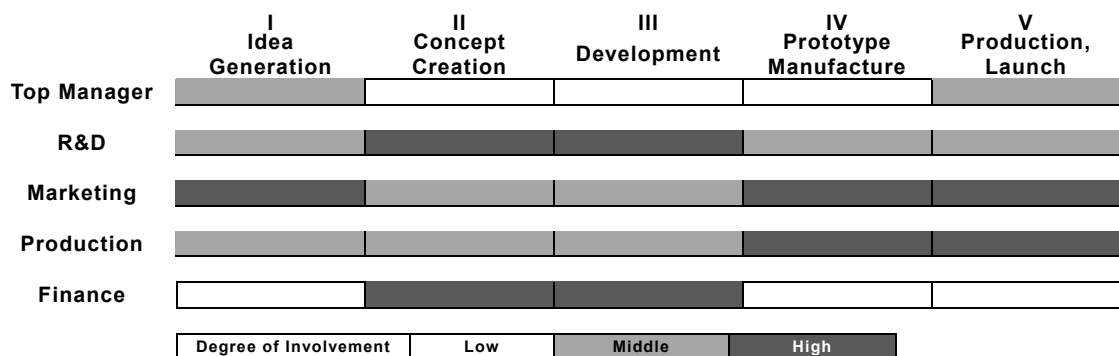 I II III IV V
Idea Generation Concept Creation Development Prototype Manufacture Production, Launch
Top Manager
R&D
Marketing
Production
Finance
Degree of Involvement Low Middle High